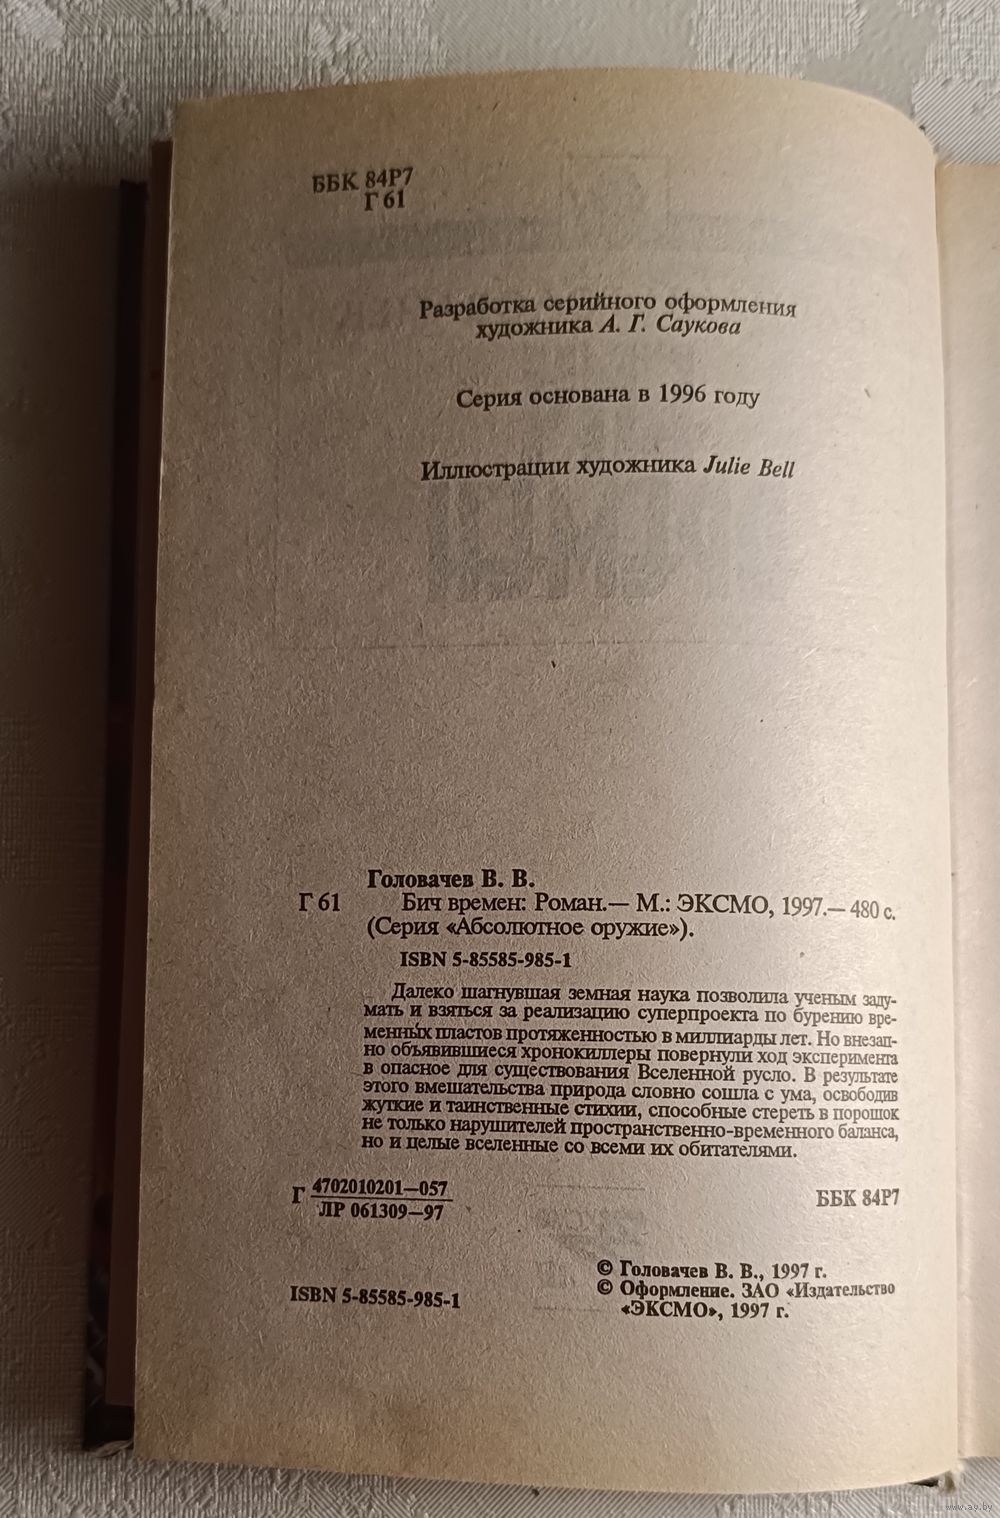 ББК 84Р7
Г 61
Разработка серийного оформления
художника А. Г. Саукова
Серия основана в 1996 году
Иллюстрации художника Julie Bell
Головачев В. В.
Г 61 Бич времен: Роман.— М.: ЭКСМО, 1997.— 480 с.
(Серия «Абсолютное оружие»).
ISBN 5-85585-985-1
Далеко шагнувшая земная наука позволила ученым заду-
мать и взяться за реализацию суперпроекта по бурению вре-
менных пластов протяженностью в миллиарды лет. Но внезап-
но объявившиеся хронокиллеры повернули ход эксперимента
в опасное для существования Вселенной русло. В результате
этого вмешательства природа словно сошла с ума, освободив
жуткие и таинственные стихии, способные стереть в порошок
не только нарушителей пространственно-временного баланса,
но и целые вселенные со всеми их обитателями.
Г 4702010201—057
ЛР 061309—97
ББК 84Р7
ISBN 5-85585-985-1
© Головачев В. В., 1997 г.
© Оформление. ЗАО «Издательство
«ЭКСМО», 1997 г.
www.ay.by